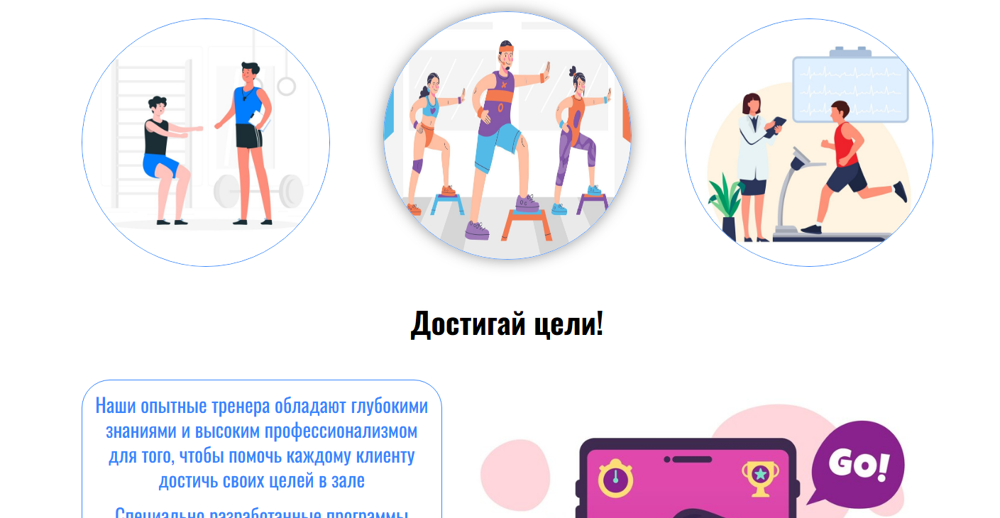 Достигай цели!
Наши опытные тренера обладают глубокими
знаниями и высоким профессионализмом
для того, чтобы помочь каждому клиенту
достичь своих целей в зале
GO!
Специально разработанные программы